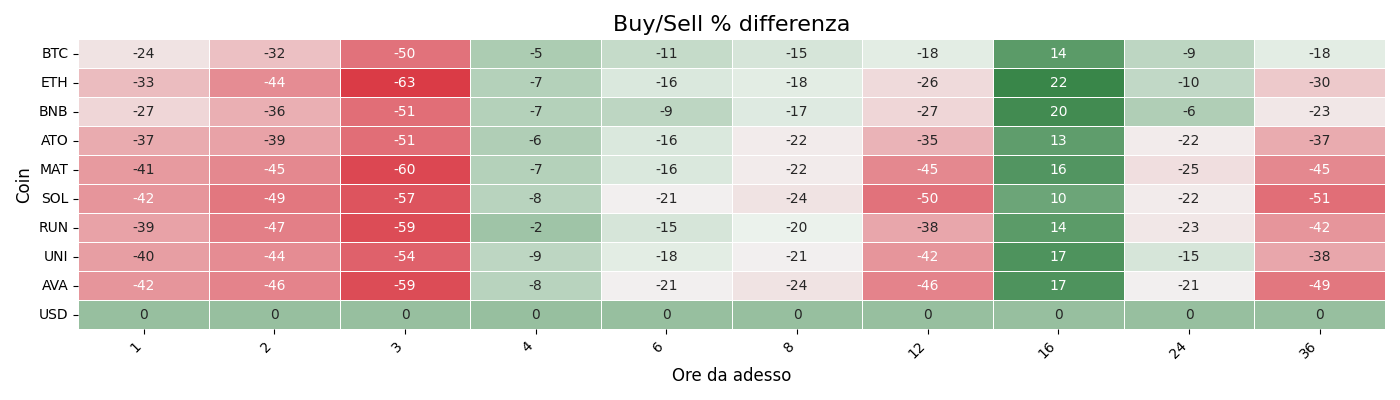 Buy/Sell % differenza
Coin
BTC -24 -32 -50 -5 -11 -15 -18 14 -9 -18
ETH -33 -44 -63 -7 -16 -18 -26 22 -10 -30
BNB -27 -36 -51 -7 -9 -17 -27 20 -6 -23
ATO -37 -39 -51 -6 -16 -22 -35 13 -22 -37
MAT -41 -45 -60 -7 -16 -22 -45 16 -25 -45
SOL -42 -49 -57 -8 -21 -24 -50 10 -22 -51
RUN -39 -47 -59 -2 -15 -20 -38 14 -23 -42
UNI -40 -44 -54 -9 -18 -21 -42 17 -15 -38
AVA -42 -46 -59 -8 -21 -24 -46 17 -21 -49
USD 0 0 0 0 0 0 0 0 0 0
1 2 3 4 6 8 12 16 24 36
Ore da adesso